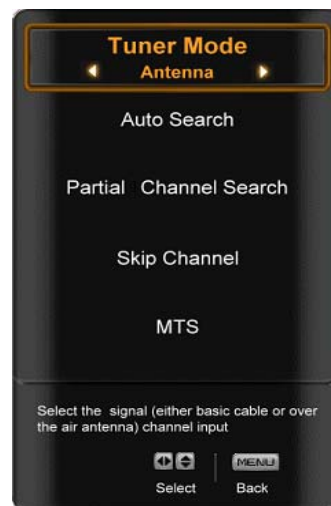 Tuner Mode
Antenna
Auto Search
Partial Channel Search
Skip Channel
MTS
Select the signal (either basic cable or over
the air antenna) channel input
MENU
Select Back